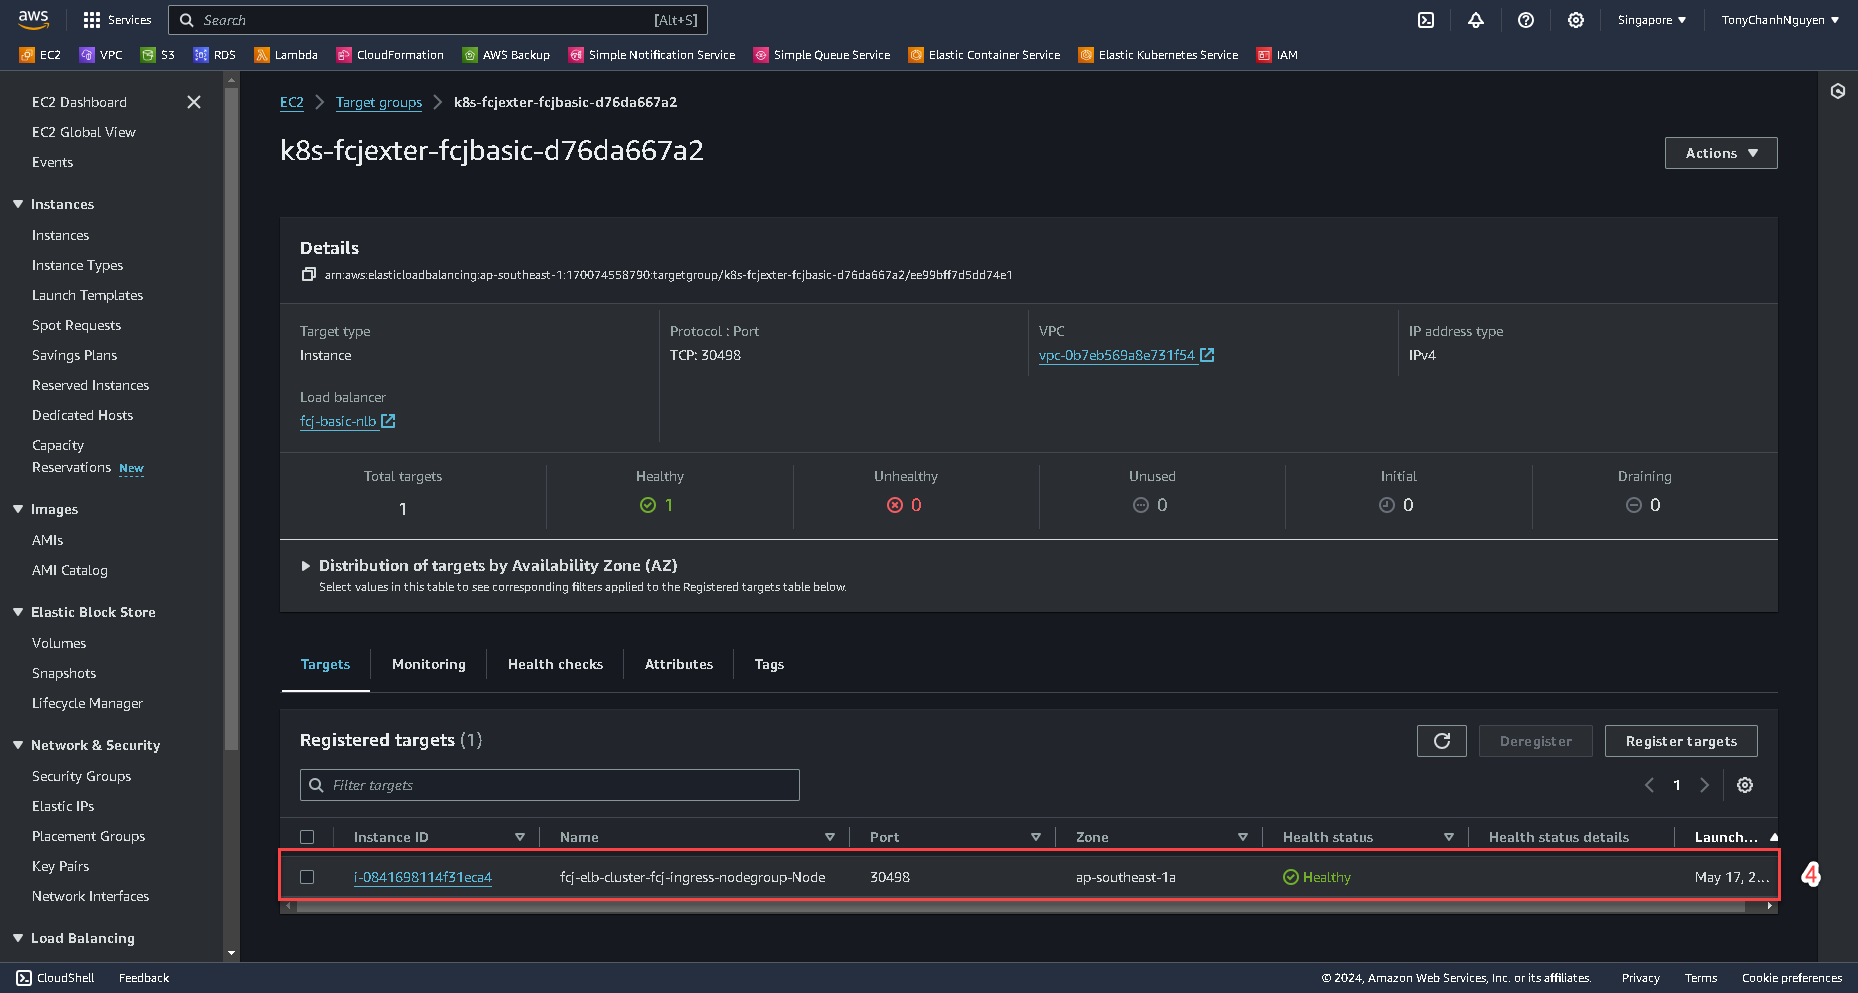 aws
Services
Search
[Alt+S]
Singapore
TonyChanhNguyen
EC2
VPC
S3
RDS
Lambda
CloudFormation
AWS Backup
Simple Notification Service
Simple Queue Service
Elastic Container Service
Elastic Kubernetes Service
IAM
EC2 Dashboard
EC2 Global View
Events
Instances
Instances
Instance Types
Launch Templates
Spot Requests
Savings Plans
Reserved Instances
Dedicated Hosts
Capacity
Reservations New
Images
AMIs
AMI Catalog
Elastic Block Store
Volumes
Snapshots
Lifecycle Manager
Network & Security
Security Groups
Elastic IPs
Placement Groups
Key Pairs
Network Interfaces
Load Balancing
EC2
Target groups
k8s-fcjexter-fcjbasic-d76da667a2
k8s-fcjexter-fcjbasic-d76da667a2
Actions
Details
arn:aws:elasticloadbalancing:ap-southeast-1:170074558790:targetgroup/k8s-fcjexter-fcjbasic-d76da667a2/ee99bff7d5dd74e1
Target type
Instance
Protocol : Port
TCP: 30498
VPC
vpc-0b7eb569a8e731f54
IP address type
IPv4
Load balancer
fcj-basic-nlb
Total targets
1
Healthy
1
Unhealthy
0
Unused
0
Initial
0
Draining
0
Distribution of targets by Availability Zone (AZ)
Select values in this table to see corresponding filters applied to the Registered targets table below.
Targets
Monitoring
Health checks
Attributes
Tags
Registered targets (1)
Deregister
Register targets
Filter targets
1
Instance ID
Name
Port
Zone
Health status
Health status details
Launch...
i-0841698114f31eca4
fcj-elb-cluster-fcj-ingress-nodegroup-Node
30498
ap-southeast-1a
Healthy
May 17, 2...
4
CloudShell
Feedback
© 2024, Amazon Web Services, Inc. or its affiliates.
Privacy
Terms
Cookie preferences